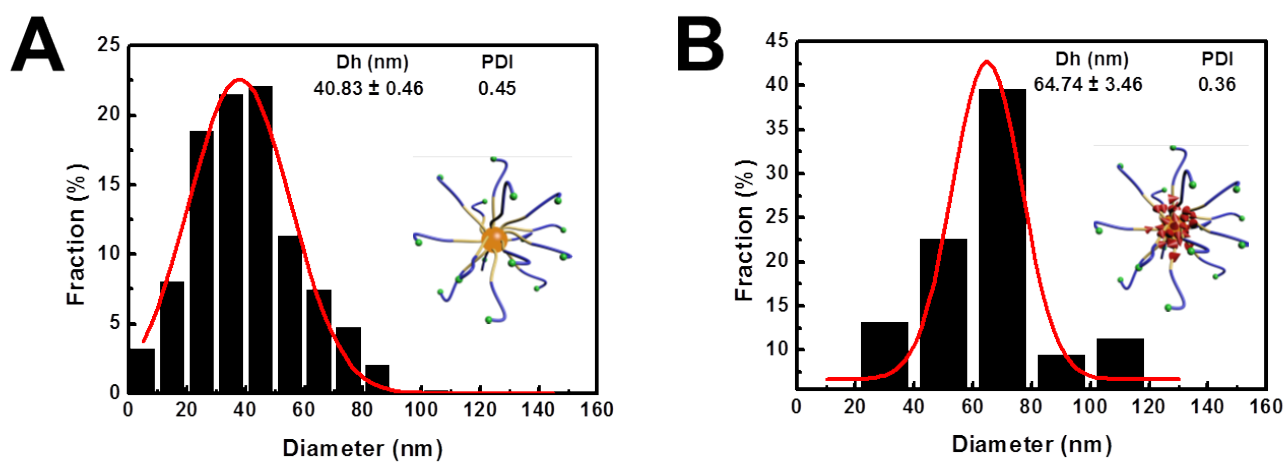 A
Fraction (%)
25
20
15
10
5
0
Dh (nm) PDI
40.83 ± 0.46 0.45
0 20 40 60 80 100 120 140 160
Diameter (nm)
B
Fraction (%)
45
40
35
30
25
20
15
10
Dh (nm) PDI
64.74 ± 3.46 0.36
0 20 40 60 80 100 120 140 160
Diameter (nm)